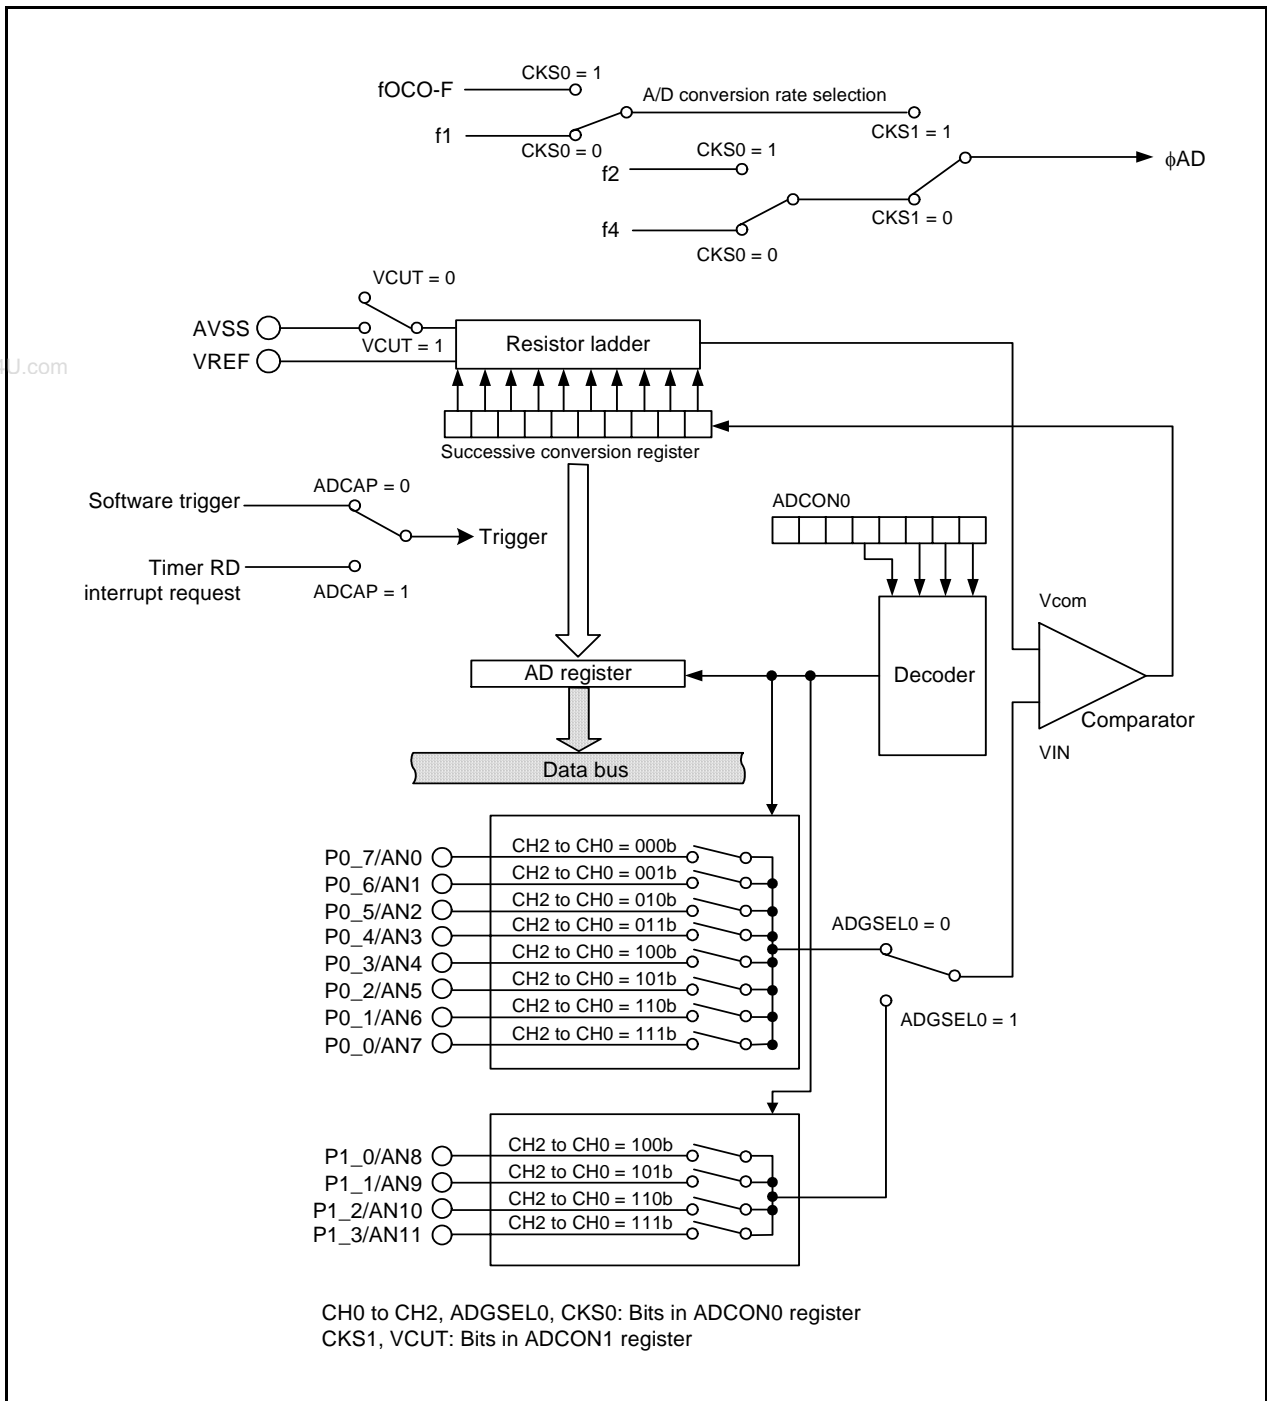 CKS0 = 1
fOCO-F
A/D conversion rate selection
f1
CKS1 = 1
CKS0 = 0
CKS0 = 1
f2
ϕAD
CKS1 = 0
f4
CKS0 = 0
VCUT = 0
AVSS
VCUT = 1
Resistor ladder
VREF
4U.com
Successive conversion register
ADCAP = 0
Software trigger
ADCON0
Trigger
Timer RD
interrupt request
ADCAP = 1
Vcom
AD register
Decoder
Comparator
VIN
Data bus
P0_7/AN0 CH2 to CH0 = 000b
P0_6/AN1 CH2 to CH0 = 001b
P0_5/AN2 CH2 to CH0 = 010b
P0_4/AN3 CH2 to CH0 = 011b
P0_3/AN4 CH2 to CH0 = 100b
P0_2/AN5 CH2 to CH0 = 101b
P0_1/AN6 CH2 to CH0 = 110b
P0_0/AN7 CH2 to CH0 = 111b
ADGSEL0 = 0
ADGSEL0 = 1
P1_0/AN8 CH2 to CH0 = 100b
P1_1/AN9 CH2 to CH0 = 101b
P1_2/AN10 CH2 to CH0 = 110b
P1_3/AN11 CH2 to CH0 = 111b
CH0 to CH2, ADGSEL0, CKS0: Bits in ADCON0 register
CKS1, VCUT: Bits in ADCON1 register